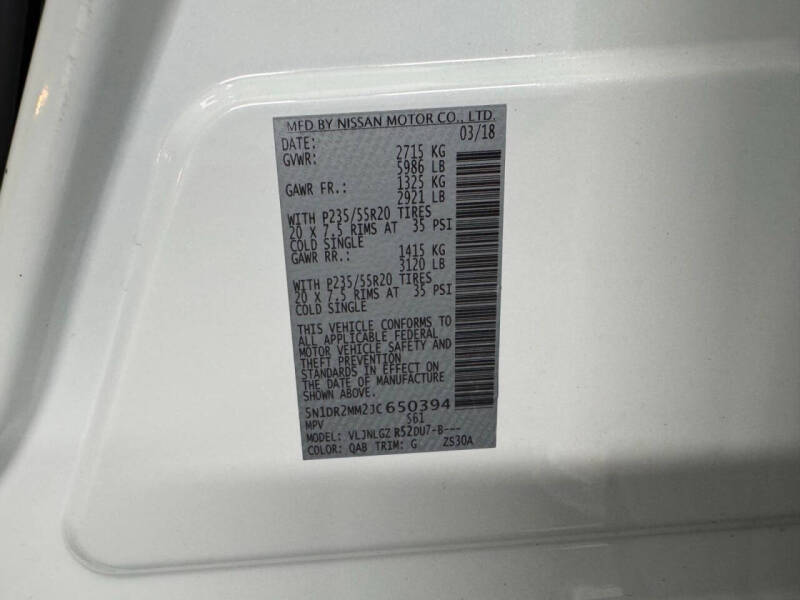 MFD BY NISSAN MOTOR CO., LTD.
DATE: 03/18
GVWR: 2715 KG
5986 LB
GAWR FR.: 1325 KG
2921 LB
WITH P235/55R20 TIRES
20 X 7.5 RIMS AT 35 PSI
COLD SINGLE
GAWR RR.: 1415 KG
3120 LB
WITH P235/55R20 TIRES
20 X 7.5 RIMS AT 35 PSI
COLD SINGLE
THIS VEHICLE CONFORMS TO
ALL APPLICABLE FEDERAL
MOTOR VEHICLE SAFETY AND
THEFT PREVENTION
STANDARDS IN EFFECT ON
THE DATE OF MANUFACTURE
SHOWN ABOVE.
5N1DR2MM2JC650394
MPV S61
MODEL: VLJNLGZ R52DU7-B---
COLOR: QAB TRIM: G ZS30A